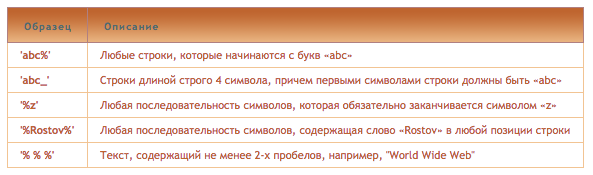 Образец Описание
'abc%' Любые строки, которые начинаются с букв «abc»
'abc_' Строки длиной строго 4 символа, причем первыми символами строки должны быть «abc»
'%z' Любая последовательность символов, которая обязательно заканчивается символом «z»
'%Rostov%' Любая последовательность символов, содержащая слово «Rostov» в любой позиции строки
'% % %' Текст, содержащий не менее 2-х пробелов, например, "World Wide Web"